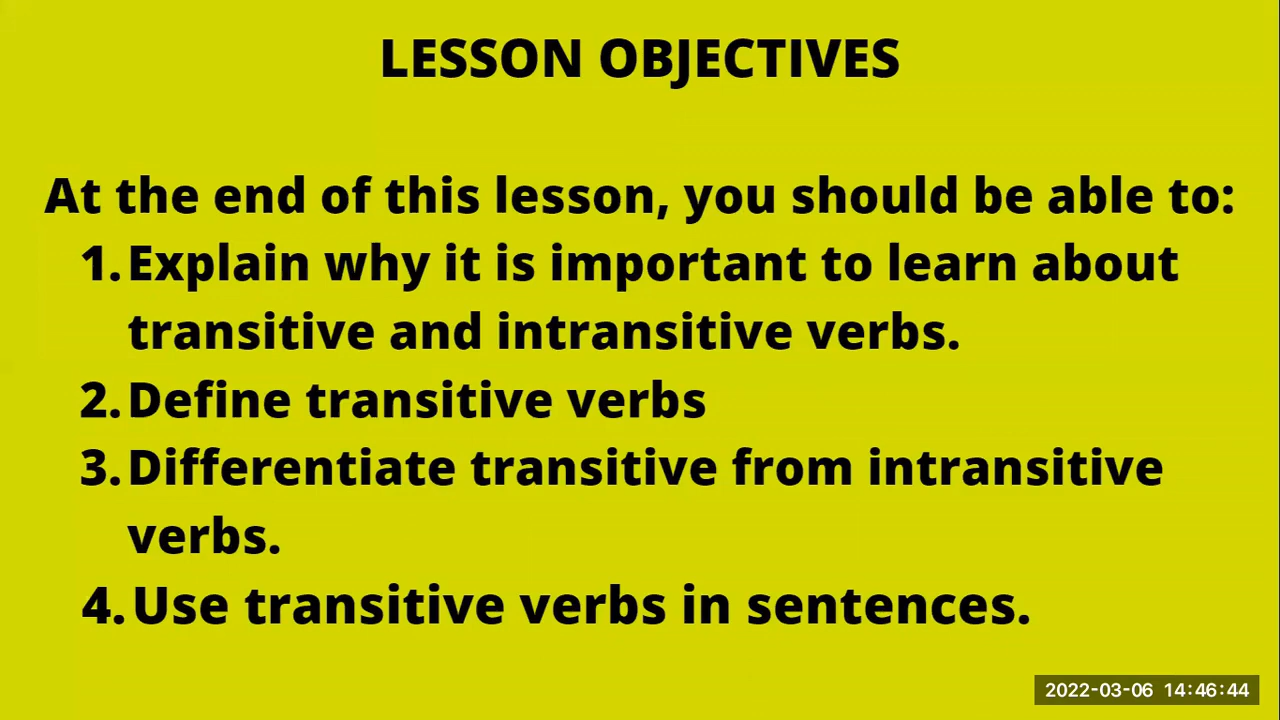 LESSON OBJECTIVES
At the end of this lesson, you should be able to:
1. Explain why it is important to learn about
transitive and intransitive verbs.
2. Define transitive verbs
3. Differentiate transitive from intransitive
verbs.
4. Use transitive verbs in sentences.
2022-03-06 14:46:44